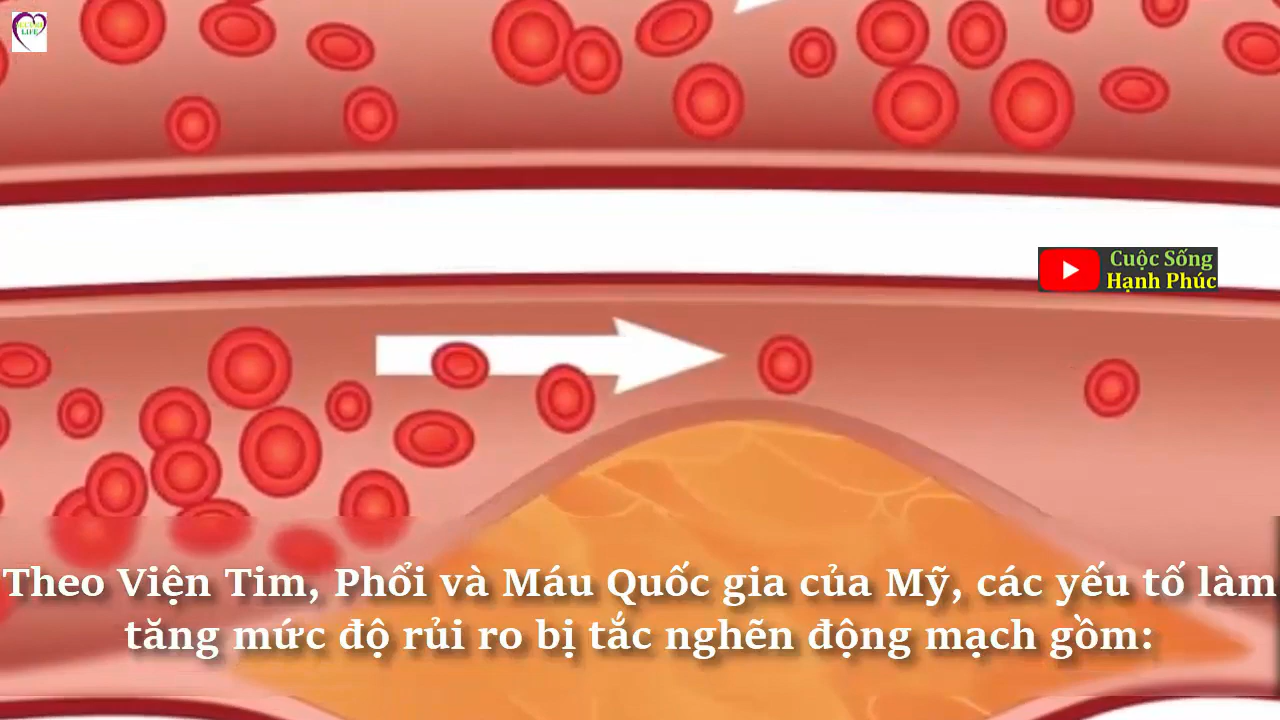 LIFE
Cuộc Sống
Hạnh Phúc
Theo Viện Tim, Phổi và Máu Quốc gia của Mỹ, các yếu tố làm
tăng mức độ rủi ro bị tắc nghẽn động mạch gồm: